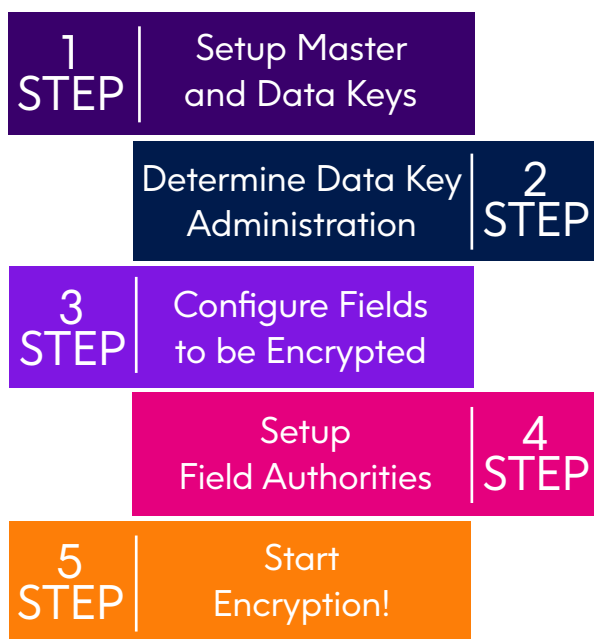 1
STEP
Setup Master
and Data Keys
Determine Data Key
Administration
2
STEP
3
STEP
Configure Fields
to be Encrypted
Setup
Field Authorities
4
STEP
5
STEP
Start
Encryption!